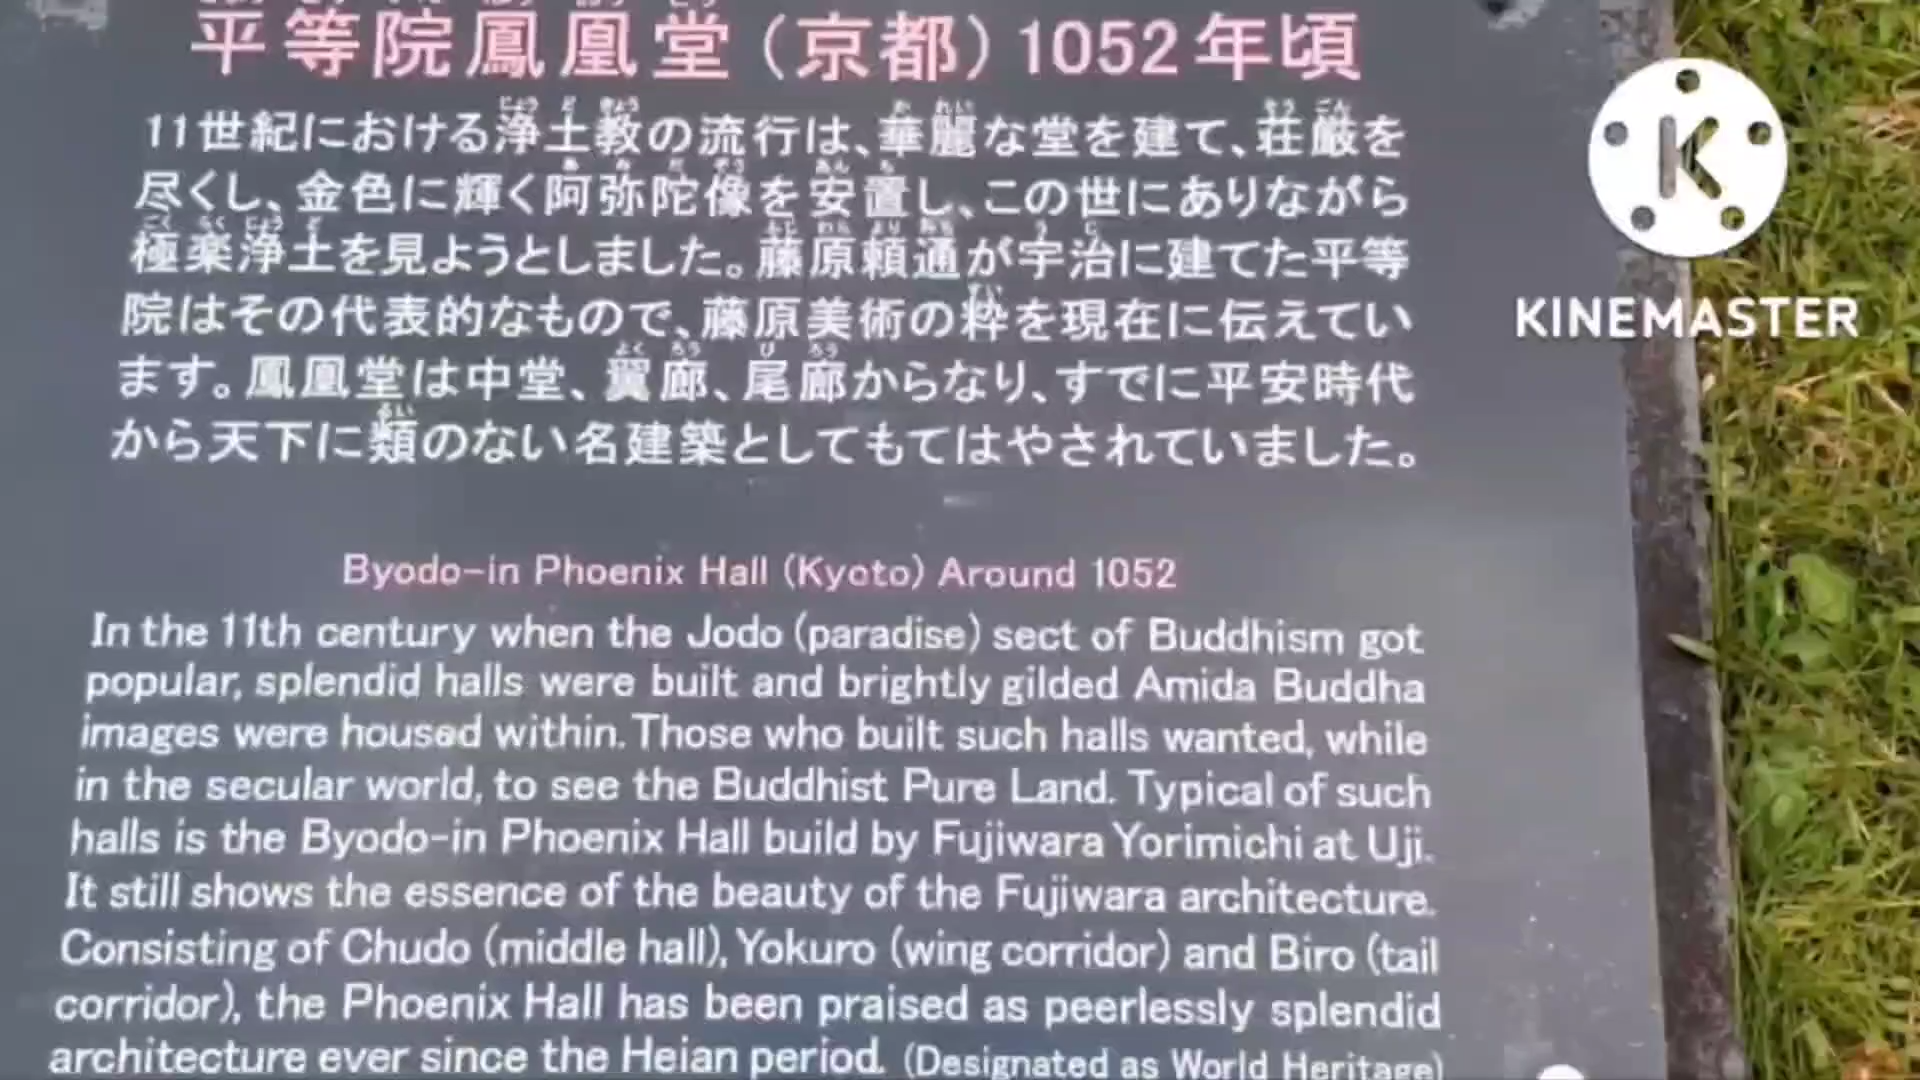 平等院鳳凰堂（京都）1052年頃
11世紀における浄土教の流行は、華麗な堂を建て、荘厳を
尽くし、金色に輝く阿弥陀像を安置し、この世にありながら
極楽浄土を見ようとしました。藤原頼通が宇治に建てた平等
院はその代表的なもので、藤原美術の粋を現在に伝えてい
ます。鳳凰堂は中堂、翼廊、尾廊からなり、すでに平安時代
から天下に類のない名建築としてもてはやされていました。
Byodo-in Phoenix Hall (Kyoto) Around 1052
In the 11th century when the Jodo (paradise) sect of Buddhism got
popular, splendid halls were built and brightly gilded Amida Buddha
images were housed within. Those who built such halls wanted, while
in the secular world, to see the Buddhist Pure Land. Typical of such
halls is the Byodo-in Phoenix Hall build by Fujiwara Yorimichi at Uji.
It still shows the essence of the beauty of the Fujiwara architecture.
Consisting of Chudo (middle hall), Yokuro (wing corridor) and Biro (tail
corridor), the Phoenix Hall has been praised as peerlessly splendid
architecture ever since the Heian period. (Designated as World Heritage)
K
KINEMASTER